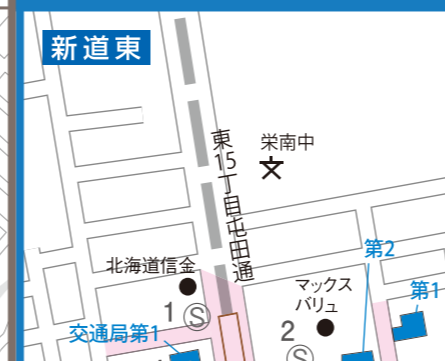 新道東
栄南中
東15丁目屯田通
第2
北海道信金
マックス
バリュ
第1
1 Ⓢ
2
交通局第1
Ⓢ